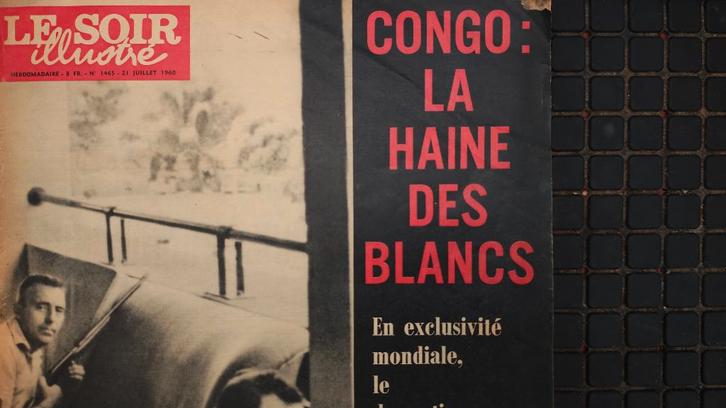 LE SOIR
illustré
HEBDOMADAIRE - 8 FR. - N° 1465 - 21 JUILLET 1960
CONGO :
LA
HAINE
DES
BLANCS
En exclusivité
mondiale,
le